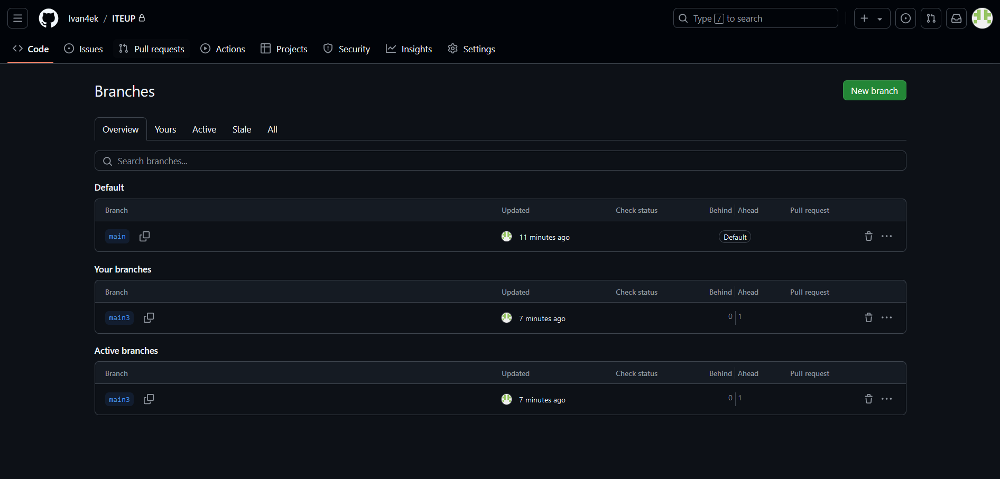 Ivan4ek / ITEUP
Type / to search
Code Issues Pull requests Actions Projects Security Insights Settings
Branches
New branch
Overview Yours Active Stale All
Search branches...
Default
Branch Updated Check status Behind Ahead Pull request
main 11 minutes ago Default
Your branches
Branch Updated Check status Behind Ahead Pull request
main3 7 minutes ago 0 1
Active branches
Branch Updated Check status Behind Ahead Pull request
main3 7 minutes ago 0 1